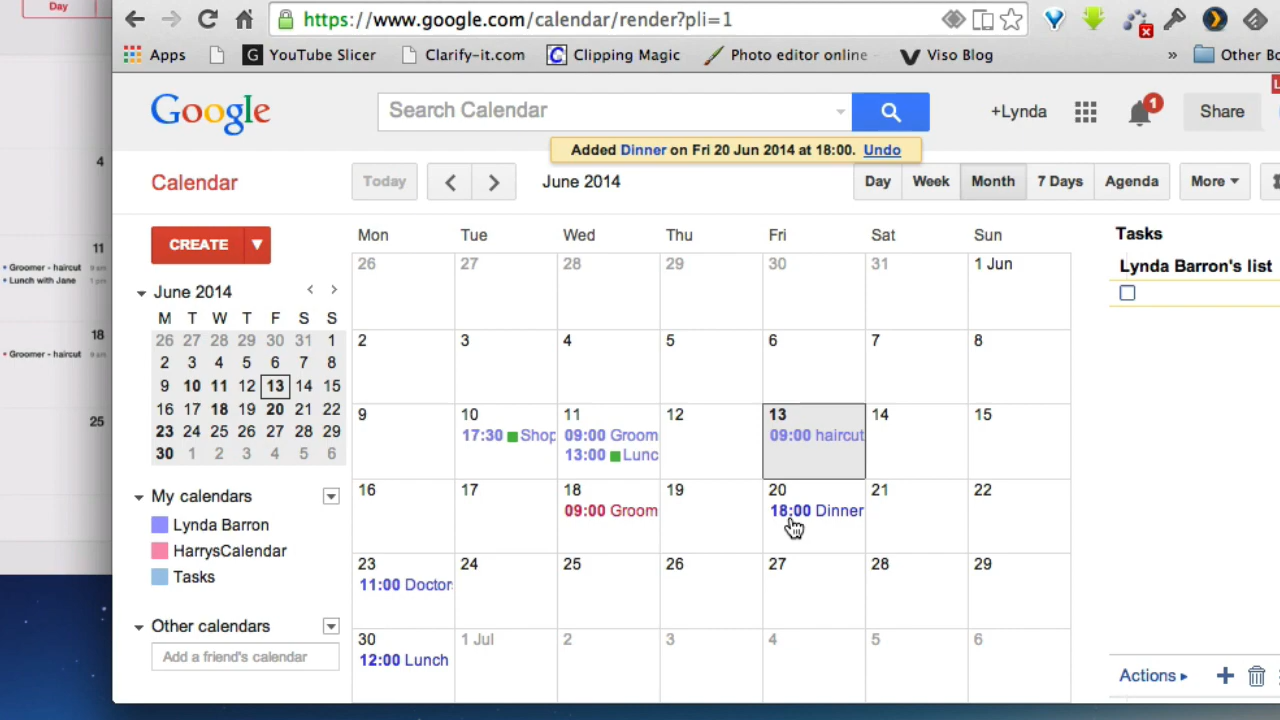 Day
4
11
Groomer - haircut 9 am
Lunch with Jane 1 pm
18
Groomer - haircut 9 am
25
https://www.google.com/calendar/render?pli=1
Apps YouTube Slicer Clarify-it.com Clipping Magic Photo editor online Viso Blog » Other Bo
Google Search Calendar +Lynda 1 Share
Added Dinner on Fri 20 Jun 2014 at 18:00. Undo
Calendar Today June 2014 Day Week Month 7 Days Agenda More
CREATE
June 2014
M T W T F S S
26 27 28 29 30 31 1
2 3 4 5 6 7 8
9 10 11 12 13 14 15
16 17 18 19 20 21 22
23 24 25 26 27 28 29
30 1 2 3 4 5 6
My calendars
Lynda Barron
HarrysCalendar
Tasks
Other calendars
Add a friend's calendar
Mon Tue Wed Thu Fri Sat Sun
26 27 28 29 30 31 1 Jun
2 3 4 5 6 7 8
9 10 11 12 13 14 15
17:30 Shop 09:00 Groom 09:00 haircut
13:00 Lunc
16 17 18 19 20 21 22
09:00 Groom 18:00 Dinner
23 24 25 26 27 28 29
11:00 Doctor
30 1 Jul 2 3 4 5 6
12:00 Lunch
Tasks
Lynda Barron's list
Actions